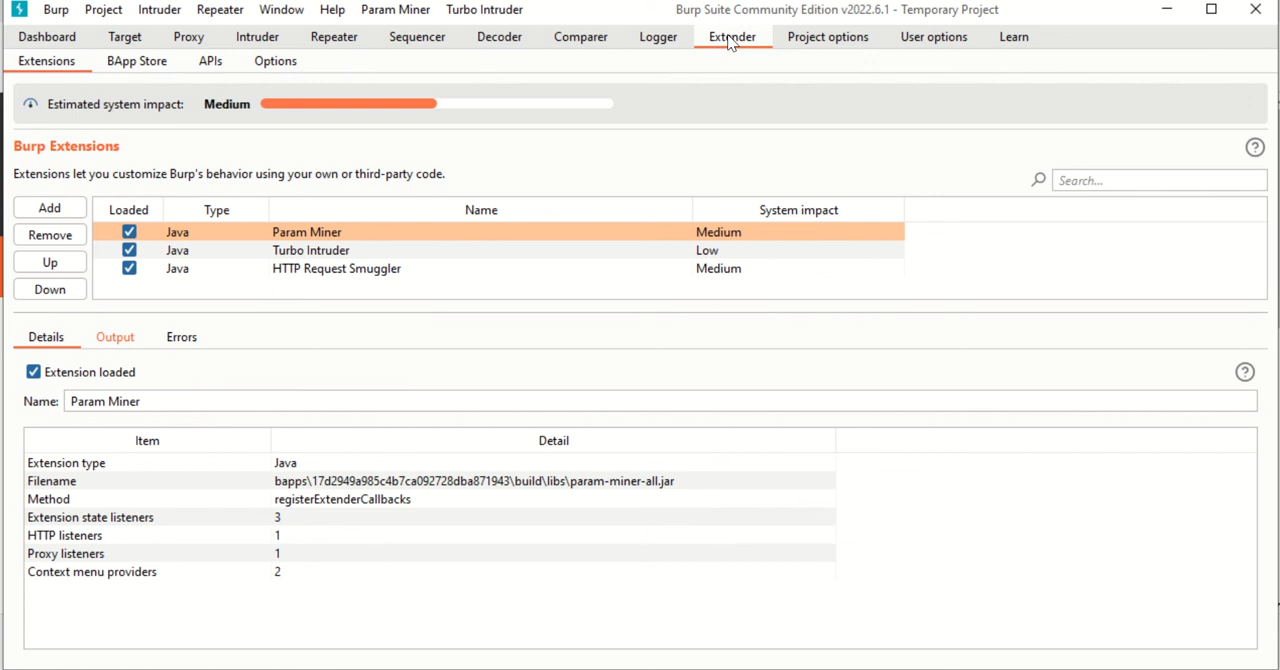 Burp Project Intruder Repeater Window Help Param Miner Turbo Intruder Burp Suite Community Edition v2022.6.1 - Temporary Project
Dashboard Target Proxy Intruder Repeater Sequencer Decoder Comparer Logger Extender Project options User options Learn
Extensions BApp Store APIs Options
Estimated system impact: Medium
Burp Extensions
Extensions let you customize Burp's behavior using your own or third-party code.
Search...
Add Loaded Type Name System impact
Remove Java Param Miner Medium
Java Turbo Intruder Low
Up Java HTTP Request Smuggler Medium
Down
Details Output Errors
Extension loaded
Name: Param Miner
Item Detail
Extension type Java
Filename bapps\17d2949a985c4b7ca092728dba871943\build\libs\param-miner-all.jar
Method registerExtenderCallbacks
Extension state listeners 3
HTTP listeners 1
Proxy listeners 1
Context menu providers 2